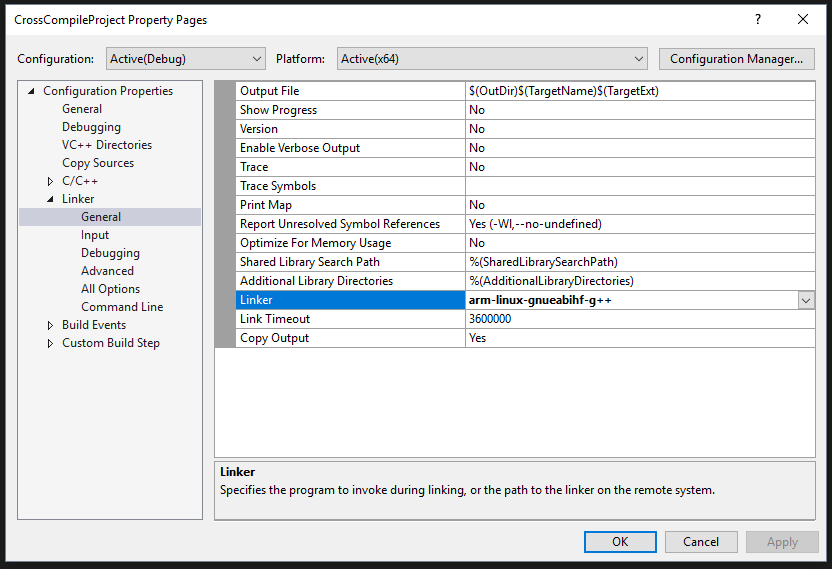 CrossCompileProject Property Pages
?
Configuration: Active(Debug) Platform: Active(x64) Configuration Manager...
Configuration Properties
General
Debugging
VC++ Directories
Copy Sources
C/C++
Linker
General
Input
Debugging
Advanced
All Options
Command Line
Build Events
Custom Build Step
Output File $(OutDir)$(TargetName)$(TargetExt)
Show Progress No
Version No
Enable Verbose Output No
Trace No
Trace Symbols
Print Map No
Report Unresolved Symbol References Yes (-Wl,--no-undefined)
Optimize For Memory Usage No
Shared Library Search Path %(SharedLibrarySearchPath)
Additional Library Directories %(AdditionalLibraryDirectories)
Linker arm-linux-gnueabihf-g++
Link Timeout 3600000
Copy Output Yes
Linker
Specifies the program to invoke during linking, or the path to the linker on the remote system.
OK Cancel Apply